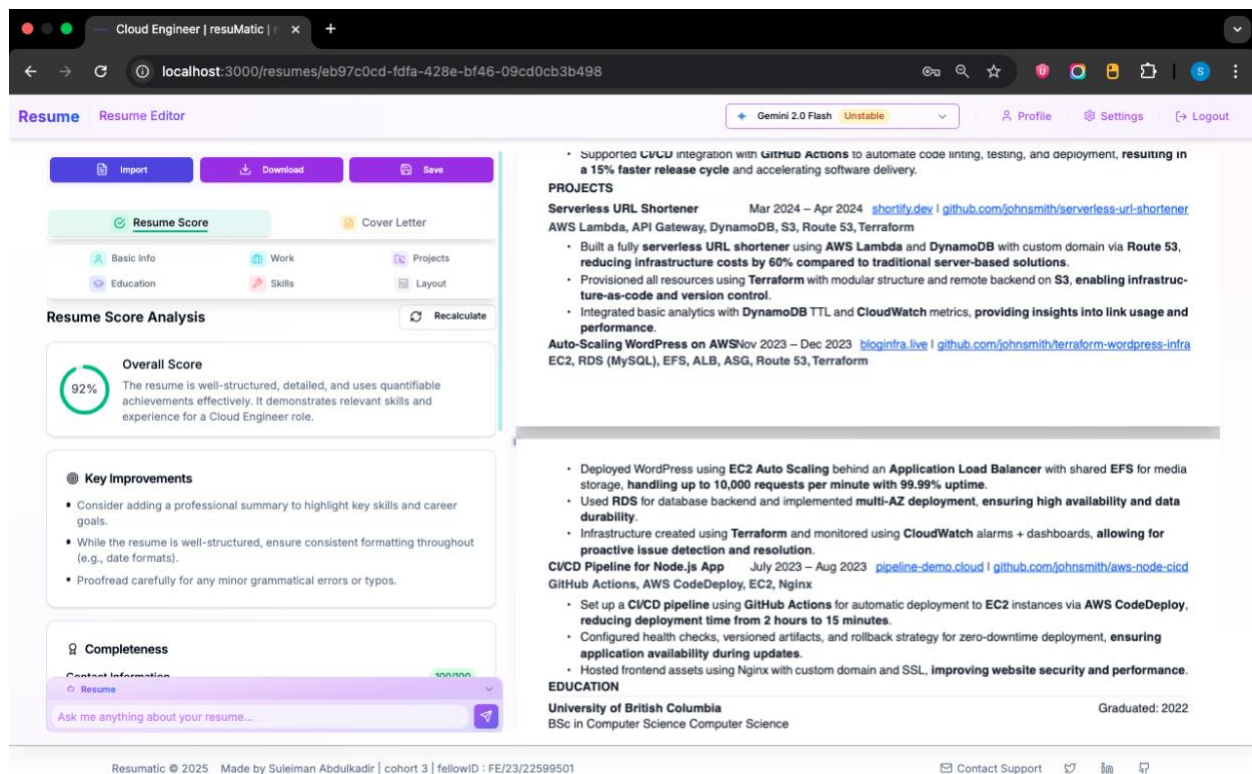 Cloud Engineer | resuMatic |
localhost:3000/resumes/eb97c0cd-fdfa-428e-bf46-09cd0cb3b498
S
Resume Resume Editor
Gemini 2.0 Flash Unstable
Profile Settings Logout
Import Download Save
Resume Score Cover Letter
Basic Info Work Projects
Education Skills Layout
Resume Score Analysis
Recalculate
Overall Score
92%
The resume is well-structured, detailed, and uses quantifiable
achievements effectively. It demonstrates relevant skills and
experience for a Cloud Engineer role.
Key Improvements
• Consider adding a professional summary to highlight key skills and career
goals.
• While the resume is well-structured, ensure consistent formatting throughout
(e.g., date formats).
• Proofread carefully for any minor grammatical errors or typos.
Completeness
Contact Information 100/100
Resume
Ask me anything about your resume...
• Supported CI/CD integration with GitHub Actions to automate code linting, testing, and deployment, resulting in
a 15% faster release cycle and accelerating software delivery.
PROJECTS
Serverless URL Shortener Mar 2024 – Apr 2024 shortify.dev | github.com/johnsmith/serverless-url-shortener
AWS Lambda, API Gateway, DynamoDB, S3, Route 53, Terraform
• Built a fully serverless URL shortener using AWS Lambda and DynamoDB with custom domain via Route 53,
reducing infrastructure costs by 60% compared to traditional server-based solutions.
• Provisioned all resources using Terraform with modular structure and remote backend on S3, enabling infrastruc-
ture-as-code and version control.
• Integrated basic analytics with DynamoDB TTL and CloudWatch metrics, providing insights into link usage and
performance.
Auto-Scaling WordPress on AWS Nov 2023 – Dec 2023 bloginfra.live | github.com/johnsmith/terraform-wordpress-infra
EC2, RDS (MySQL), EFS, ALB, ASG, Route 53, Terraform
• Deployed WordPress using EC2 Auto Scaling behind an Application Load Balancer with shared EFS for media
storage, handling up to 10,000 requests per minute with 99.99% uptime.
• Used RDS for database backend and implemented multi-AZ deployment, ensuring high availability and data
durability.
• Infrastructure created using Terraform and monitored using CloudWatch alarms + dashboards, allowing for
proactive issue detection and resolution.
CI/CD Pipeline for Node.js App July 2023 – Aug 2023 pipeline-demo.cloud | github.com/johnsmith/aws-node-cicd
GitHub Actions, AWS CodeDeploy, EC2, Nginx
• Set up a CI/CD pipeline using GitHub Actions for automatic deployment to EC2 instances via AWS CodeDeploy,
reducing deployment time from 2 hours to 15 minutes.
• Configured health checks, versioned artifacts, and rollback strategy for zero-downtime deployment, ensuring
application availability during updates.
• Hosted frontend assets using Nginx with custom domain and SSL, improving website security and performance.
EDUCATION
University of British Columbia Graduated: 2022
BSc in Computer Science Computer Science
Resumatic © 2025 Made by Suleiman Abdulkadir | cohort 3 | fellowID : FE/23/22599501
Contact Support